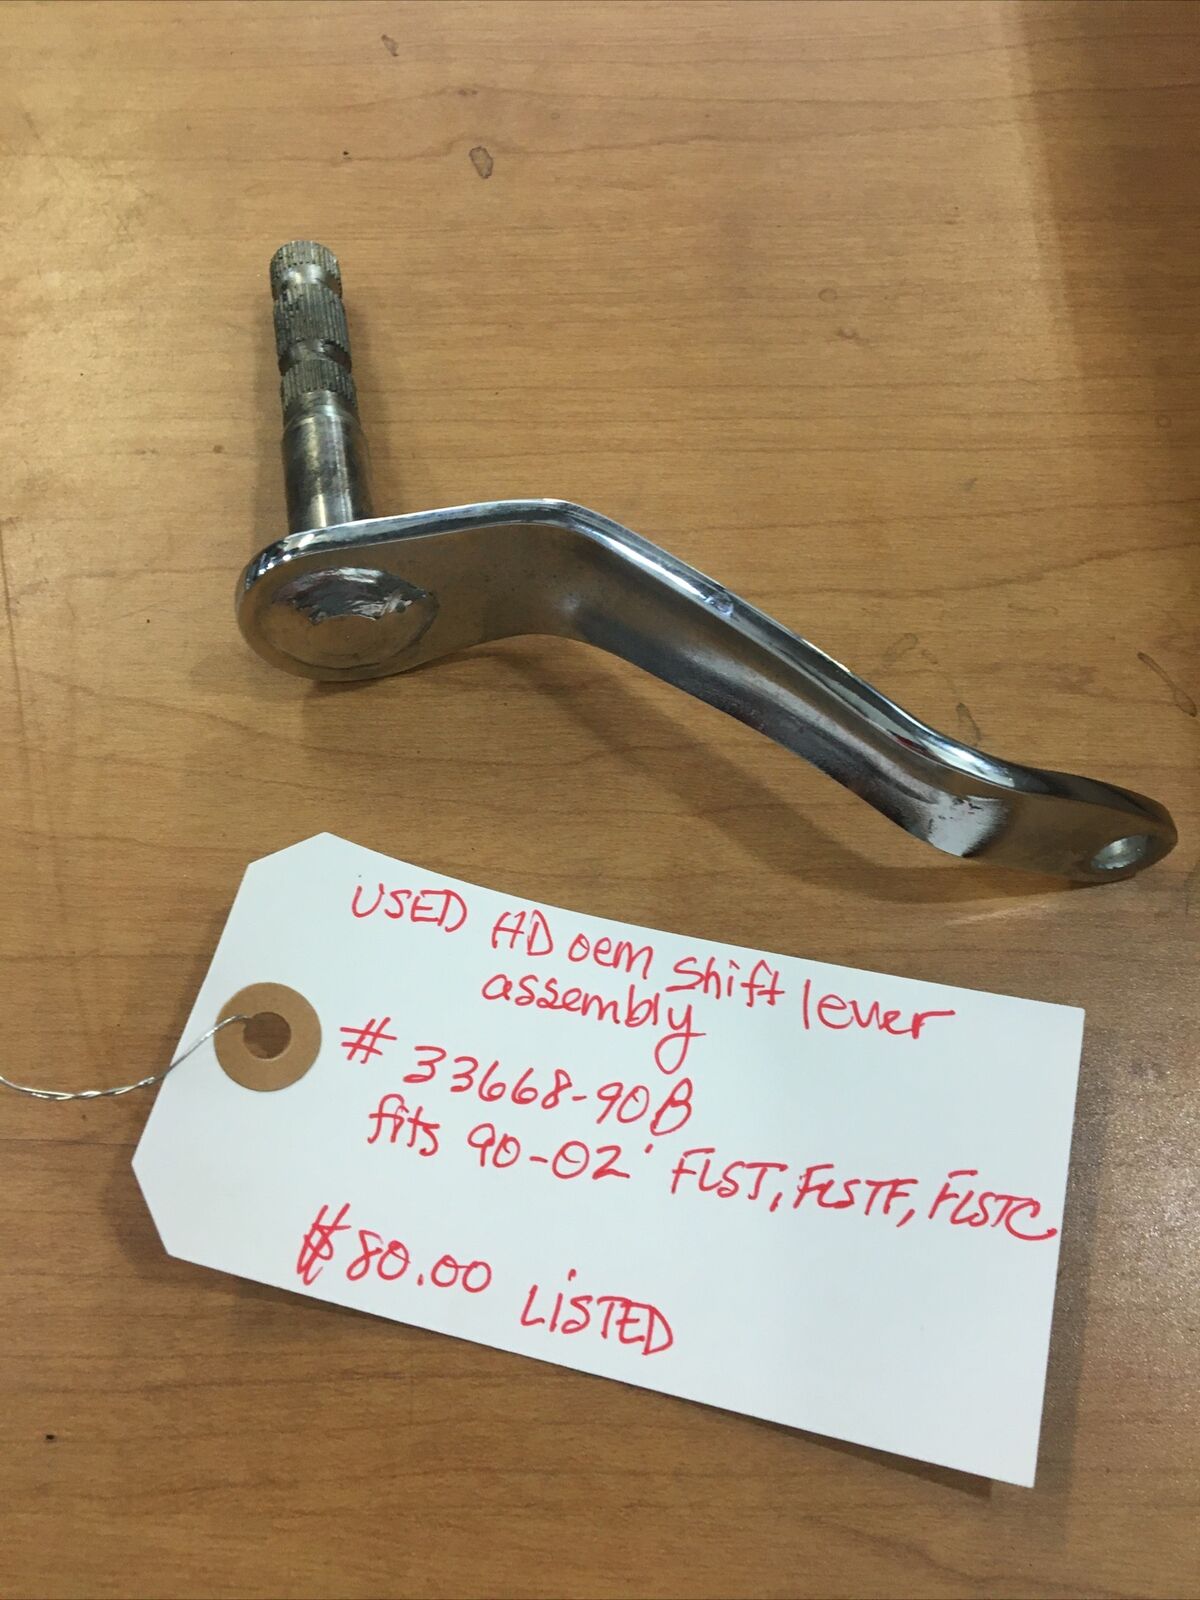 USED HD oem shift lever
assembly
# 33668-90B
fits 90-02' FLST, FLSTF, FLSTC
$80.00 LiSTED